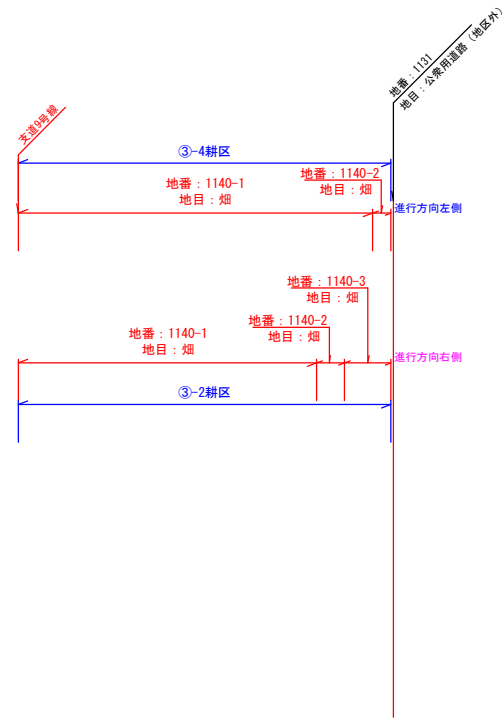 地番：1131
地目：公衆用道路（地区外）
支道9号線
③-4耕区
地番：1140-1
地目：畑
地番：1140-2
地目：畑
進行方向左側
地番：1140-3
地目：畑
地番：1140-2
地目：畑
地番：1140-1
地目：畑
進行方向右側
③-2耕区